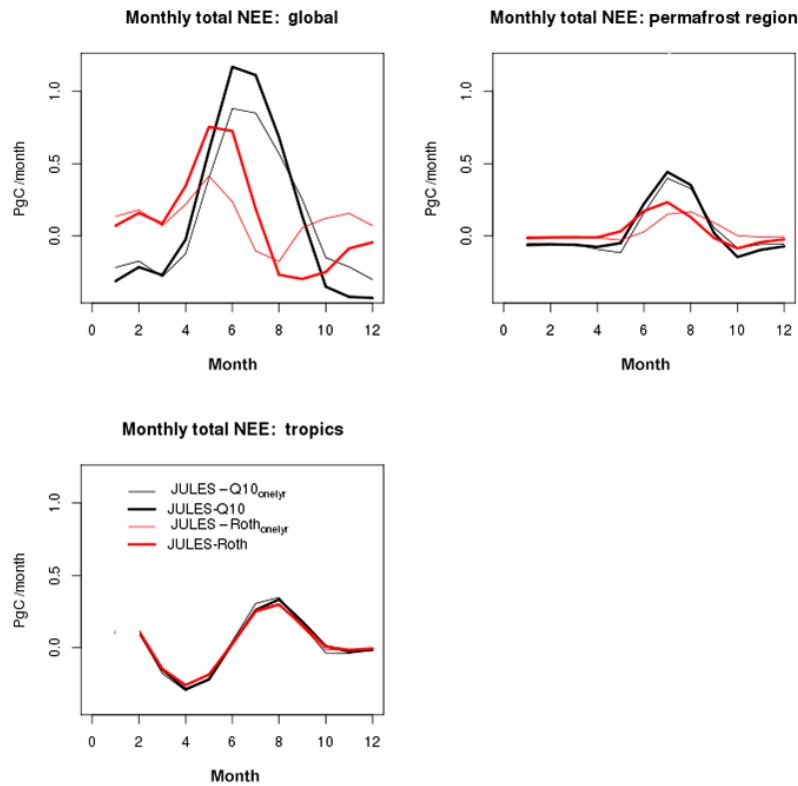 Monthly total NEE: global
PgC /month
0.0
0.5
1.0
0 2 4 6 8 10 12
Month
Monthly total NEE: permafrost region
PgC /month
0.0
0.5
1.0
0 2 4 6 8 10 12
Month
Monthly total NEE: tropics
PgC /month
0.0
0.5
1.0
JULES–Q10onelyr
JULES-Q10
JULES–Rothonelyr
JULES-Roth
0 2 4 6 8 10 12
Month